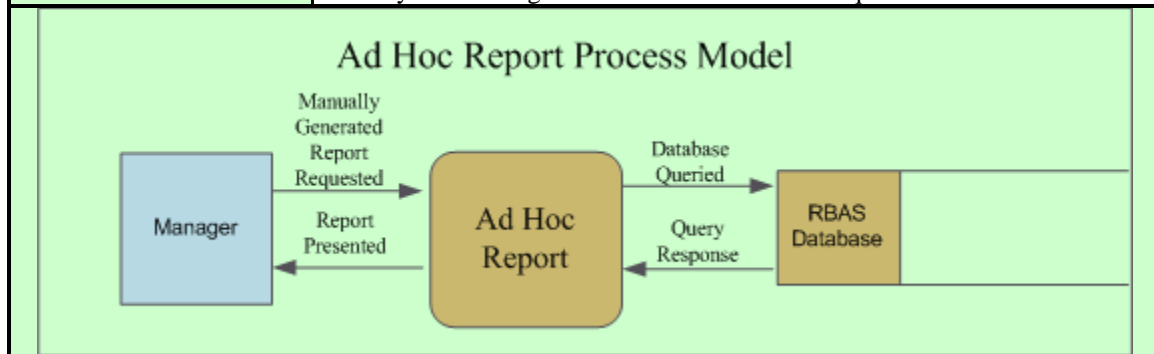 Ad Hoc Report Process Model
Manually
Generated
Report
Requested
Database
Queried
Manager
Ad Hoc
Report
RBAS
Database
Report
Presented
Query
Response